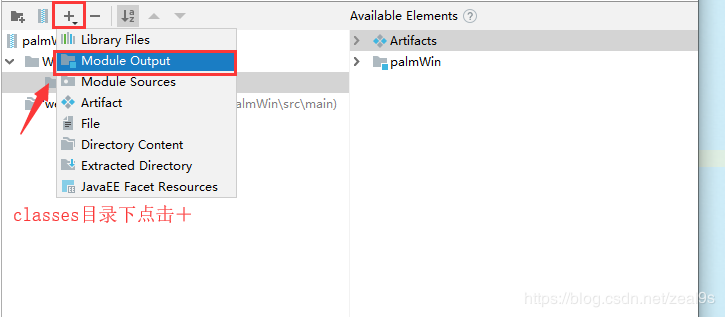 Available Elements ?
palmW
Library Files
Artifacts
W
Module Output
palmWin
Module Sources
we
Artifact
almWin\src\main)
File
Directory Content
Extracted Directory
JavaEE Facet Resources
classes目录下点击+
https://blog.csdn.net/zeal9s